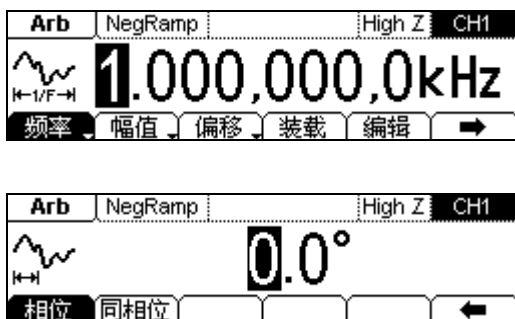 Arb NegRamp High Z CH1
1.000,000,0kHz
1/F
频率 幅值 偏移 装载 编辑
Arb NegRamp High Z CH1
0.0°
相位 同相位